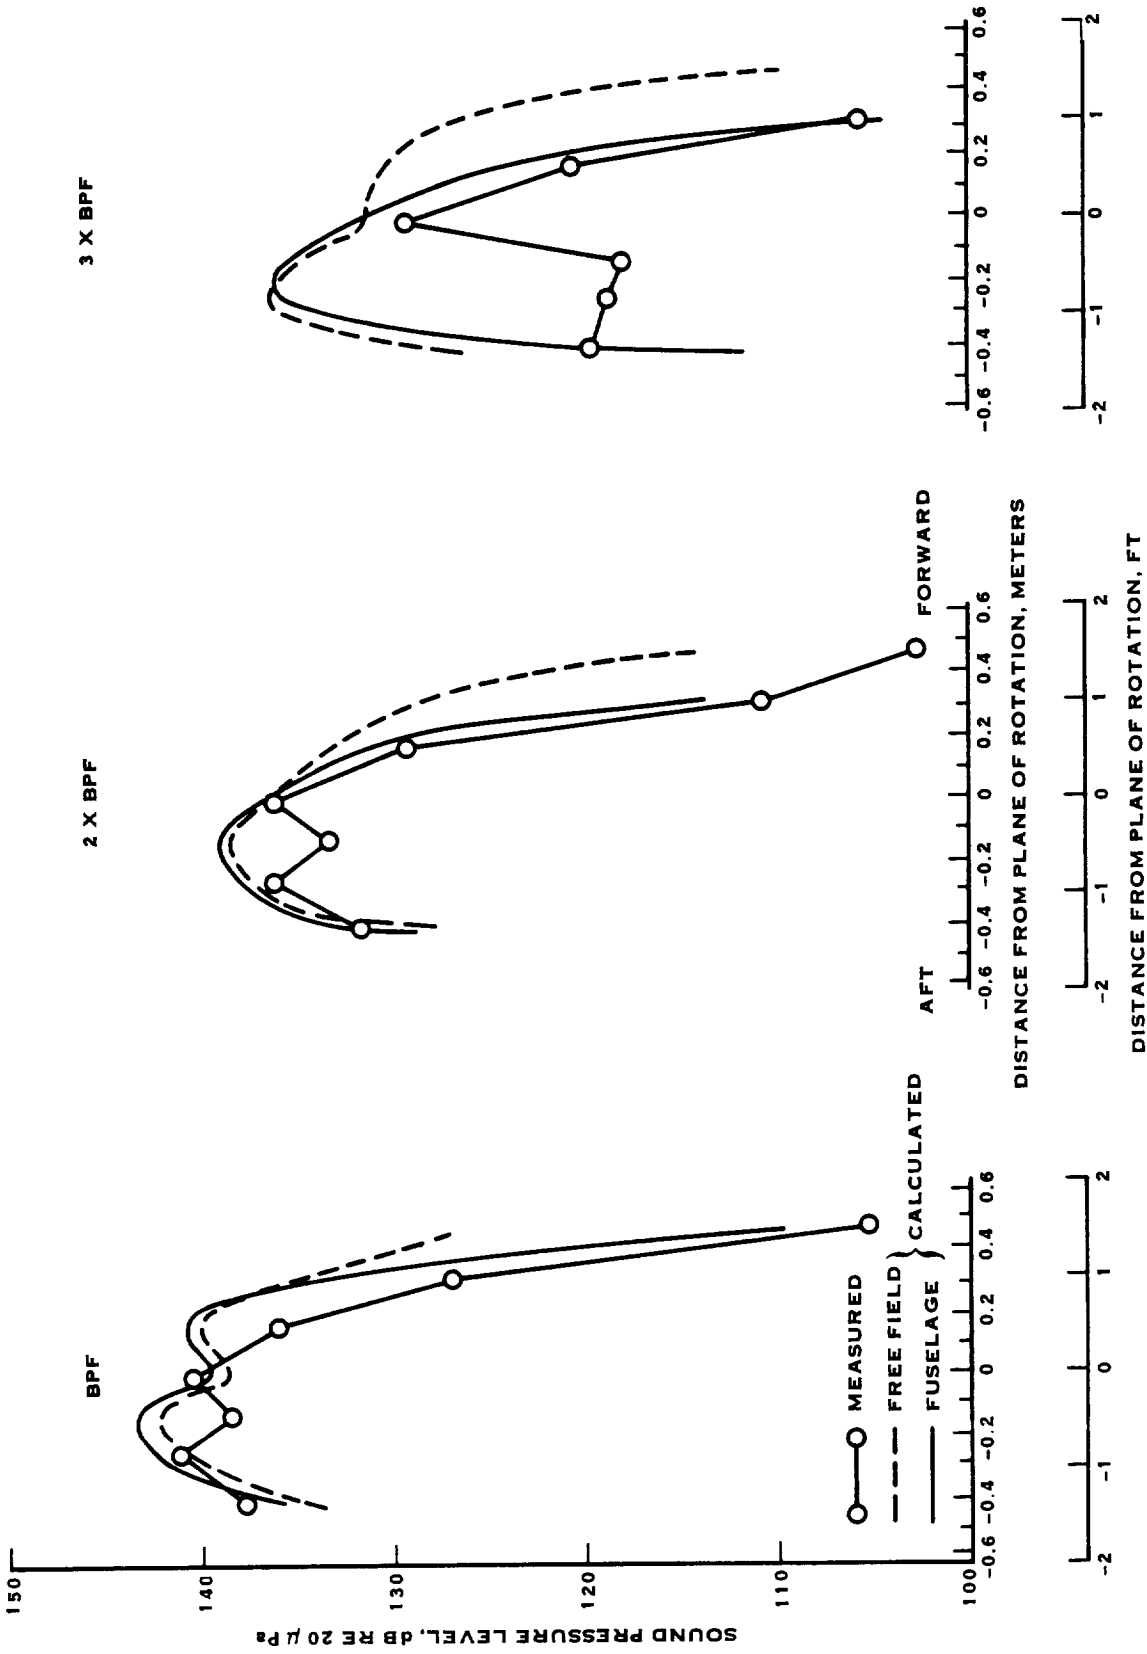 BPF
2 X BPF
3 X BPF
SOUND PRESSURE LEVEL, dB RE 20 μ Pa
150
140
130
120
110
100
MEASURED
FREE FIELD
FUSELAGE
} CALCULATED
AFT
FORWARD
-0.6 -0.4 -0.2 0 0.2 0.4 0.6
-0.6 -0.4 -0.2 0 0.2 0.4 0.6
-0.6 -0.4 -0.2 0 0.2 0.4 0.6
DISTANCE FROM PLANE OF ROTATION, METERS
-2 -1 0 1 2
-2 -1 0 1 2
-2 -1 0 1 2
DISTANCE FROM PLANE OF ROTATION, FT